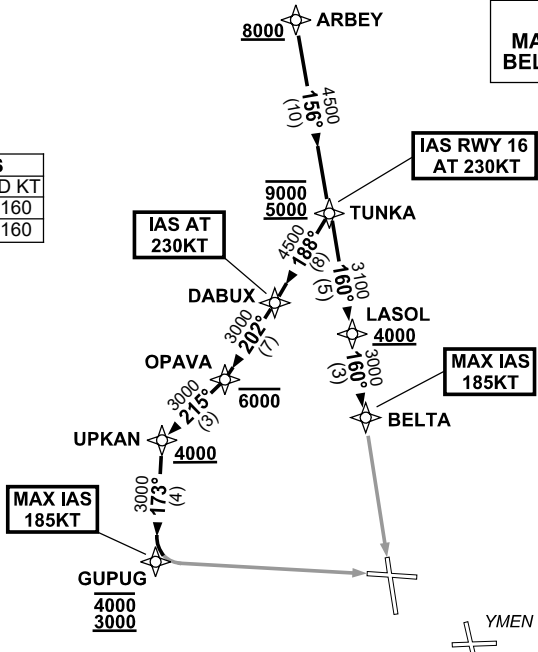 ARBEY
8000
MA
BEL
4500
156°
(10)
S
D KT
160
160
IAS RWY 16
AT 230KT
9000
5000
TUNKA
IAS AT
230KT
4500
188°
(8)
3100
160°
(5)
DABUX
LASOL
4000
3000
202°
(7)
3000
160°
(3)
OPAVA
6000
MAX IAS
185KT
3000
215°
(3)
BELTA
UPKAN
4000
3000
173°
(4)
MAX IAS
185KT
GUPUG
4000
3000
YMEN